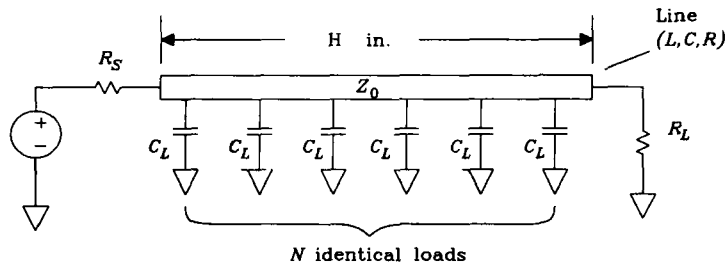 Line
(L,C,R)
H in.
R_S
Z_0
+
−
C_L C_L C_L C_L C_L C_L
R_L
N identical loads